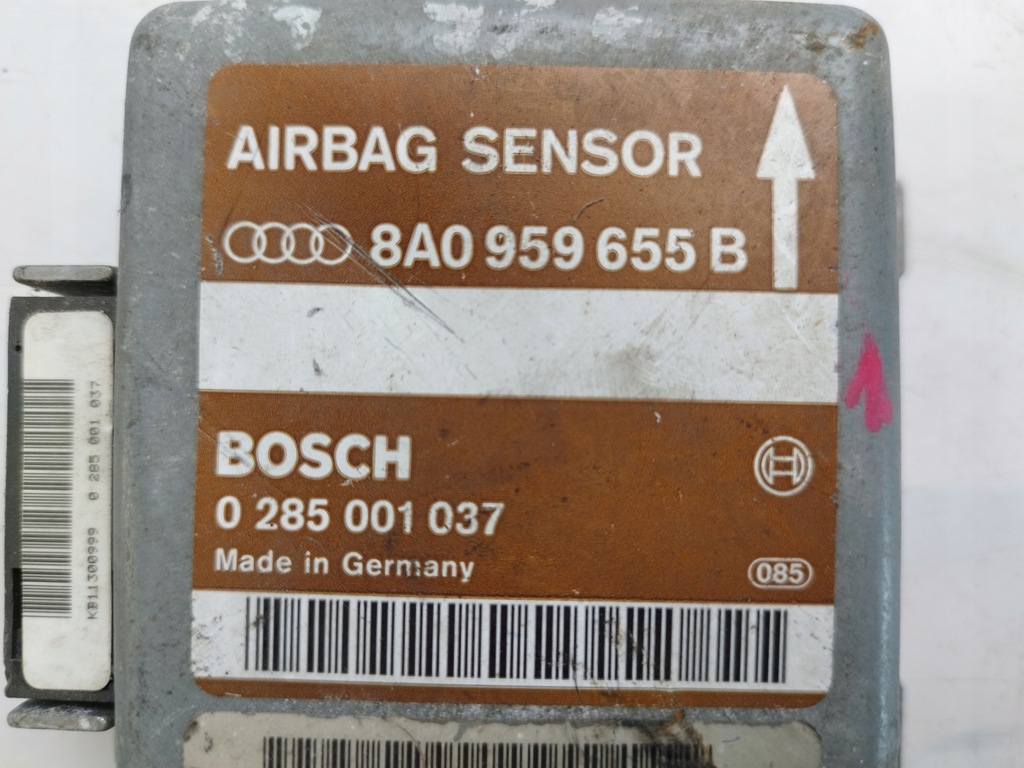 AIRBAG SENSOR
8A0 959 655 B
BOSCH
0 285 001 037
Made in Germany
085
KB11300999 0 285 001 037
1